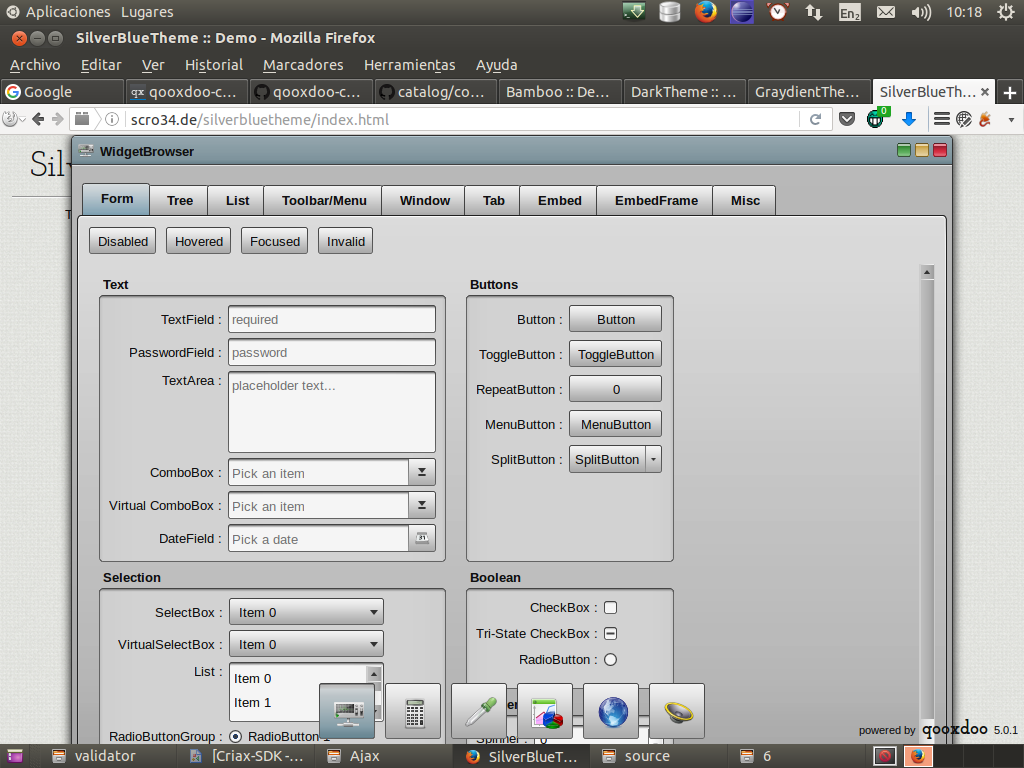 Aplicaciones Lugares En2 10:18
SilverBlueTheme :: Demo - Mozilla Firefox
Archivo Editar Ver Historial Marcadores Herramientas Ayuda
Google qx qooxdoo-c... qooxdoo-c... catalog/co... Bamboo :: De... DarkTheme :: ... GraydientThe... SilverBlueTh...
scro34.de/silverbluetheme/index.html 0
WidgetBrowser
Form Tree List Toolbar/Menu Window Tab Embed EmbedFrame Misc
Disabled Hovered Focused Invalid
Text
TextField : required
PasswordField : password
TextArea : placeholder text...
ComboBox : Pick an item
Virtual ComboBox : Pick an item
DateField : Pick a date 31
Buttons
Button : Button
ToggleButton : ToggleButton
RepeatButton : 0
MenuButton : MenuButton
SplitButton : SplitButton
Selection
SelectBox : Item 0
VirtualSelectBox : Item 0
List : Item 0
Item 1
RadioButtonGroup : RadioButton 1
Boolean
CheckBox :
Tri-State CheckBox :
RadioButton :
Spinner : 0
powered by qooxdoo 5.0.1
validator [Criax-SDK -... Ajax SilverBlueT... source 6